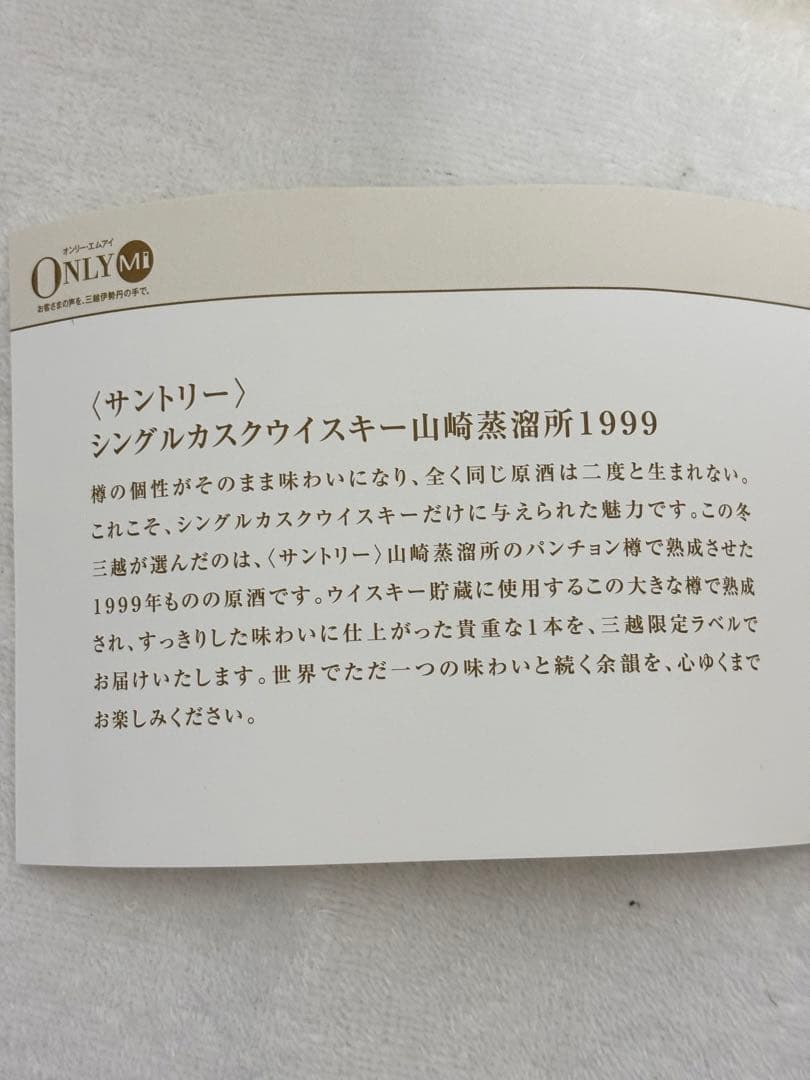 オンリー・エムアイ
ONLY Mi
お客さまの声を、三越伊勢丹の手で。
〈サントリー〉
シングルカスクウイスキー山崎蒸溜所1999
樽の個性がそのまま味わいになり、全く同じ原酒は二度と生まれない。
これこそ、シングルカスクウイスキーだけに与えられた魅力です。この冬
三越が選んだのは、〈サントリー〉山崎蒸溜所のパンチョン樽で熟成させた
1999年ものの原酒です。ウイスキー貯蔵に使用するこの大きな樽で熟成
され、すっきりした味わいに仕上がった貴重な1本を、三越限定ラベルで
お届けいたします。世界でただ一つの味わいと続く余韻を、心ゆくまで
お楽しみください。